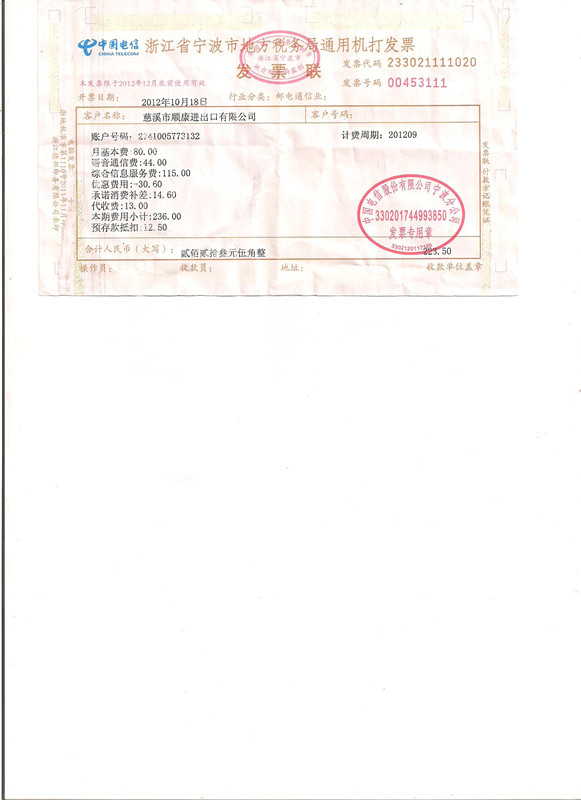 中国电信
CHINA TELECOM
浙江省宁波市地方税务局通用机打发票
发票联
浙江省宁波市
发票代码 233021111020
发票号码 00453111
本发票限于2012年12月底前使用有效
开票日期: 2012年10月18日 行业分类: 邮电通信业:
客户名称: 慈溪市顺康进出口有限公司 客户号码:
账户号码: 2741005773132 计费周期:201209
月基本费:80.00
语音通信费:44.00
综合信息服务费:115.00
优惠费用:-30.60
承诺消费补差:14.60
代收费:13.00
本期费用小计:236.00
预存款抵扣:12.50
中国电信股份有限公司宁波分公司
330201744993850
发票专用章
合计人民币(大写): 贰佰贰拾叁元伍角整 223.50
操作员: 收款员: 地址: 收款单位盖章
发票联 付款方记账凭证